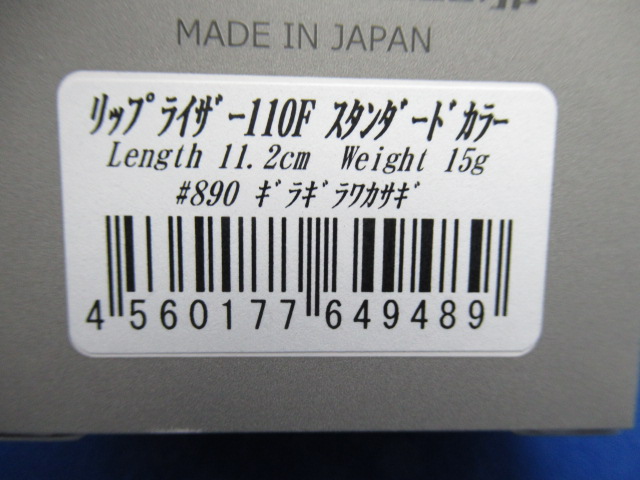 MADE IN JAPAN
リップライザー110F スタンダードカラー
Length 11.2cm Weight 15g
#890 ギラギラワカサギ
4 560177 649489